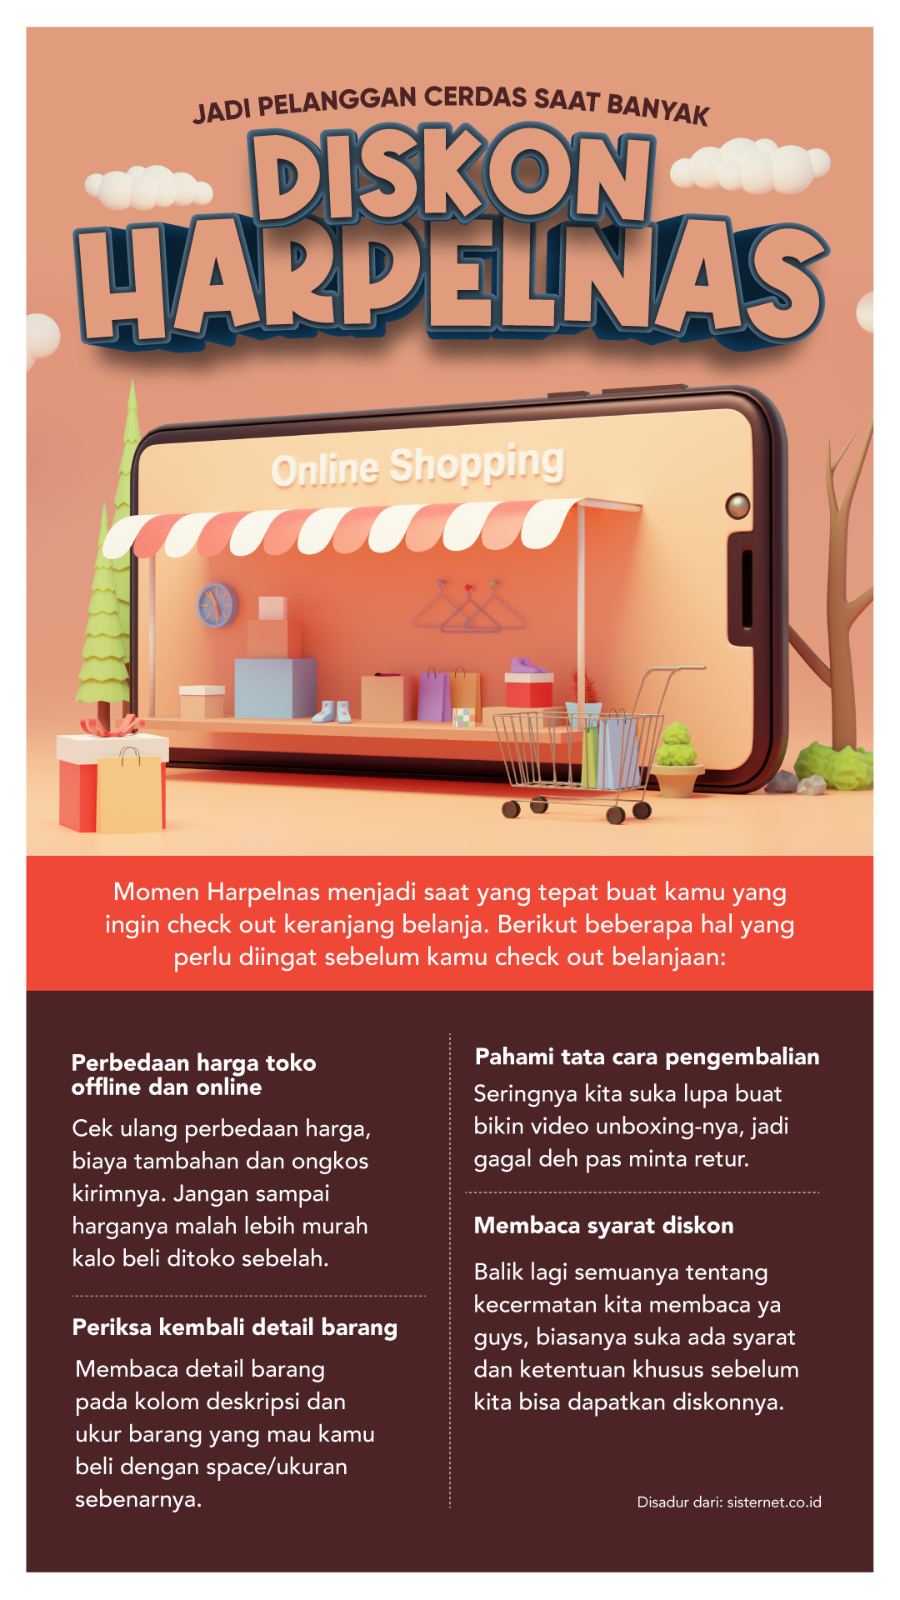 JADI PELANGGAN CERDAS SAAT BANYAK
DISKON
HARPELNAS
Online Shopping
Momen Harpelnas menjadi saat yang tepat buat kamu yang
ingin check out keranjang belanja. Berikut beberapa hal yang
perlu diingat sebelum kamu check out belanjaan:
Perbedaan harga toko
offline dan online
Cek ulang perbedaan harga,
biaya tambahan dan ongkos
kirimnya. Jangan sampai
harganya malah lebih murah
kalo beli ditoko sebelah.
Periksa kembali detail barang
Membaca detail barang
pada kolom deskripsi dan
ukur barang yang mau kamu
beli dengan space/ukuran
sebenarnya.
Pahami tata cara pengembalian
Seringnya kita suka lupa buat
bikin video unboxing-nya, jadi
gagal deh pas minta retur.
Membaca syarat diskon
Balik lagi semuanya tentang
kecermatan kita membaca ya
guys, biasanya suka ada syarat
dan ketentuan khusus sebelum
kita bisa dapatkan diskonnya.
Disadur dari: sisternet.co.id